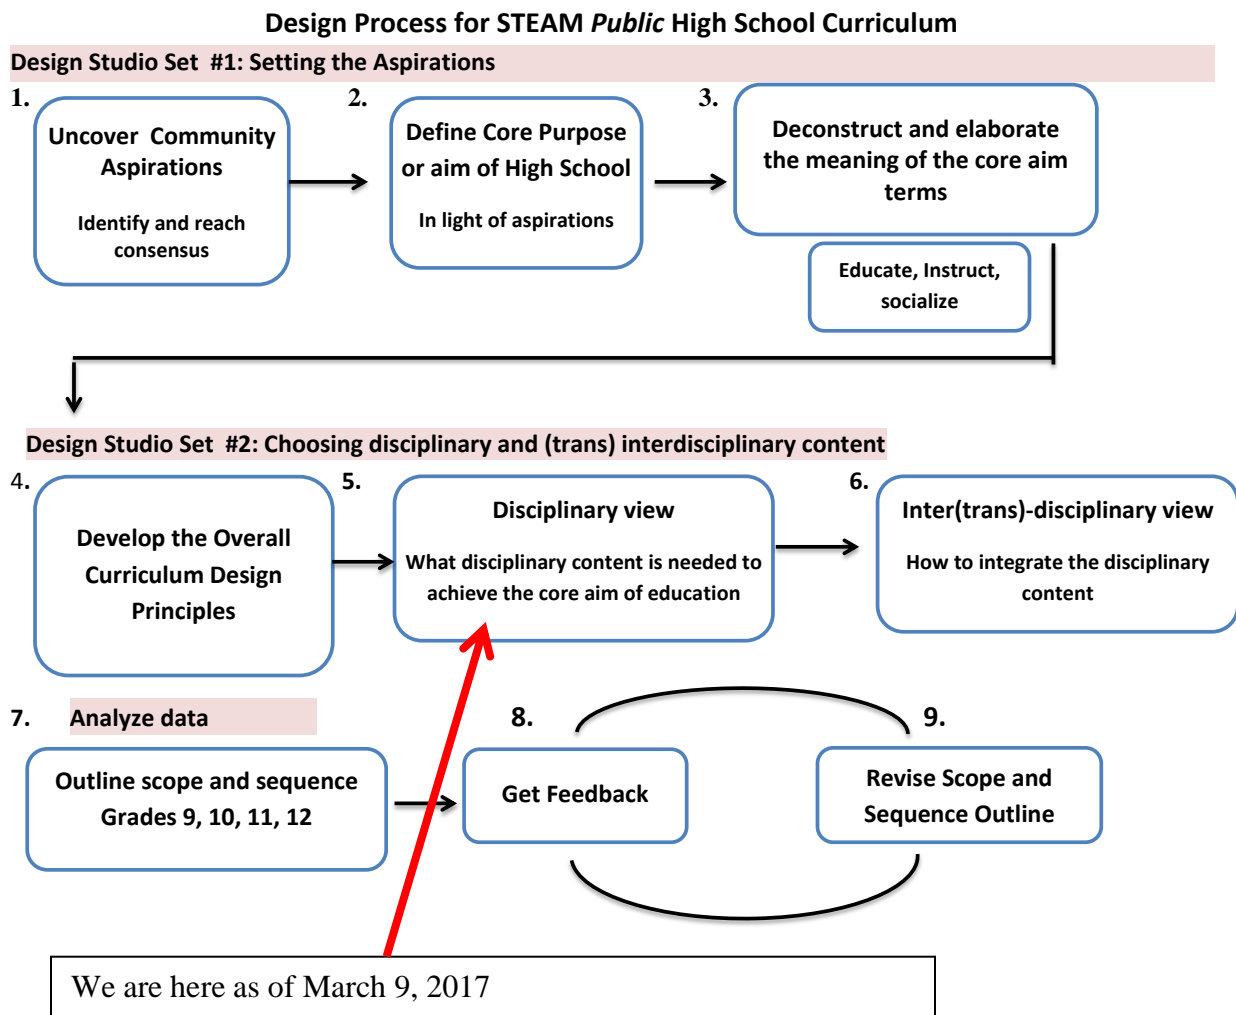 Design Process for STEAM Public High School Curriculum
Design Studio Set #1: Setting the Aspirations
1.
Uncover Community
Aspirations
Identify and reach
consensus
2.
Define Core Purpose
or aim of High School
In light of aspirations
3.
Deconstruct and elaborate
the meaning of the core aim
terms
Educate, Instruct,
socialize
Design Studio Set #2: Choosing disciplinary and (trans) interdisciplinary content
4.
Develop the Overall
Curriculum Design
Principles
5.
Disciplinary view
What disciplinary content is needed to
achieve the core aim of education
6.
Inter(trans)-disciplinary view
How to integrate the disciplinary
content
7. Analyze data
Outline scope and sequence
Grades 9, 10, 11, 12
8.
Get Feedback
9.
Revise Scope and
Sequence Outline
We are here as of March 9, 2017